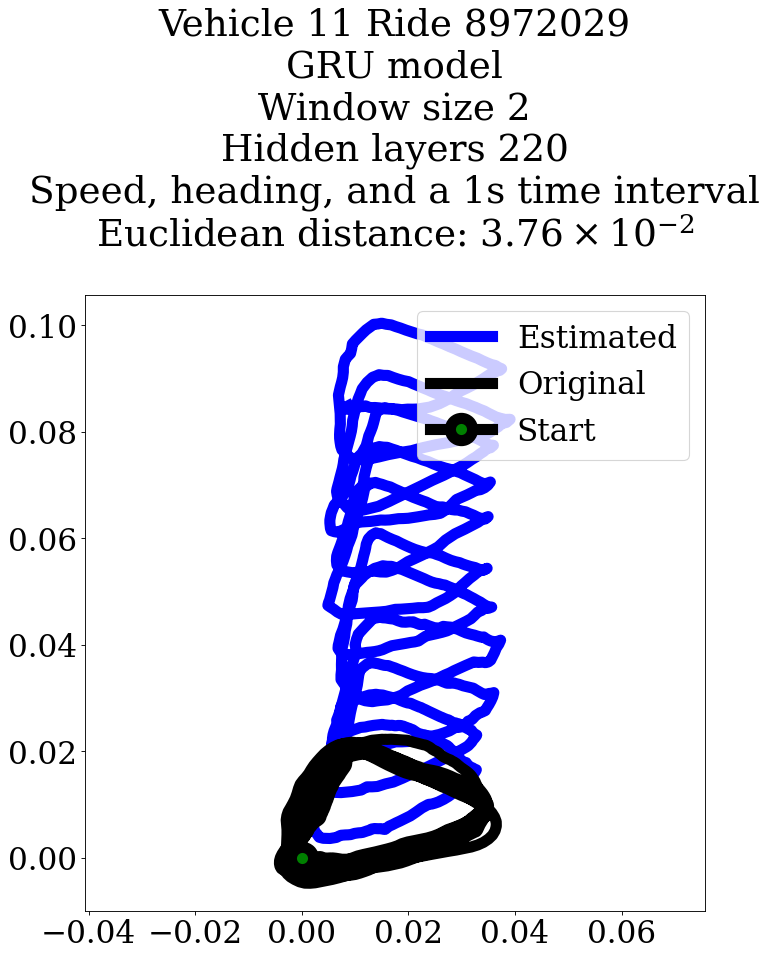 Vehicle 11 Ride 8972029
GRU model
Window size 2
Hidden layers 220
Speed, heading, and a 1s time interval
Euclidean distance: 3.76 × 10⁻²
Estimated
Original
Start
0.10
0.08
0.06
0.04
0.02
0.00
−0.04 −0.02 0.00 0.02 0.04 0.06